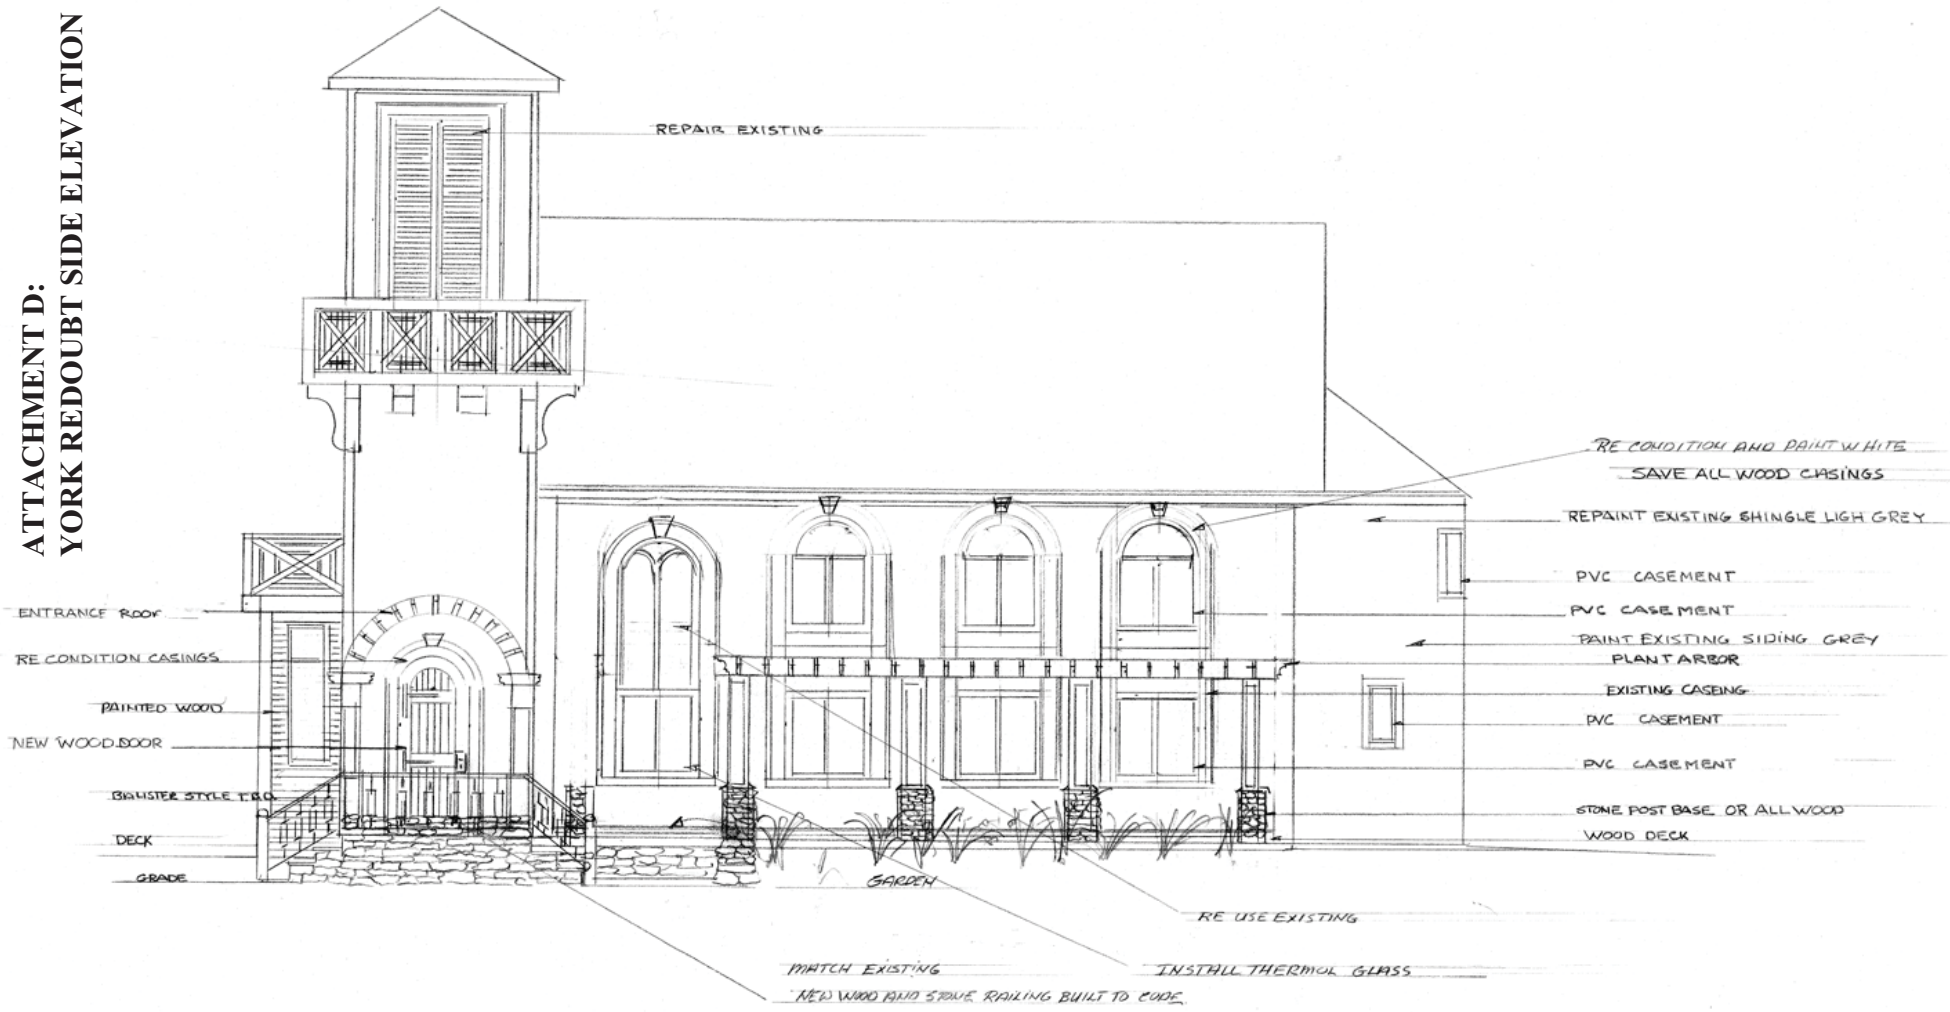 ATTACHMENT D:
YORK REDOUBT SIDE ELEVATION
REPAIR EXISTING
RE CONDITION AND PAINT WHITE
SAVE ALL WOOD CASINGS
REPAINT EXISTING SHINGLE LIGH GREY
PVC CASEMENT
PVC CASEMENT
PAINT EXISTING SIDING GREY
PLANT ARBOR
EXISTING CASEING
PVC CASEMENT
PVC CASEMENT
STONE POST BASE OR ALL WOOD
WOOD DECK
ENTRANCE ROOF
RE CONDITION CASINGS
PAINTED WOOD
NEW WOOD DOOR
BALISTER STYLE T.B.D.
DECK
GRADE
GARDEN
RE USE EXISTING
MATCH EXISTING
INSTALL THERMOL GLASS
NEW WOOD AND STONE RAILING BUILT TO CODE.